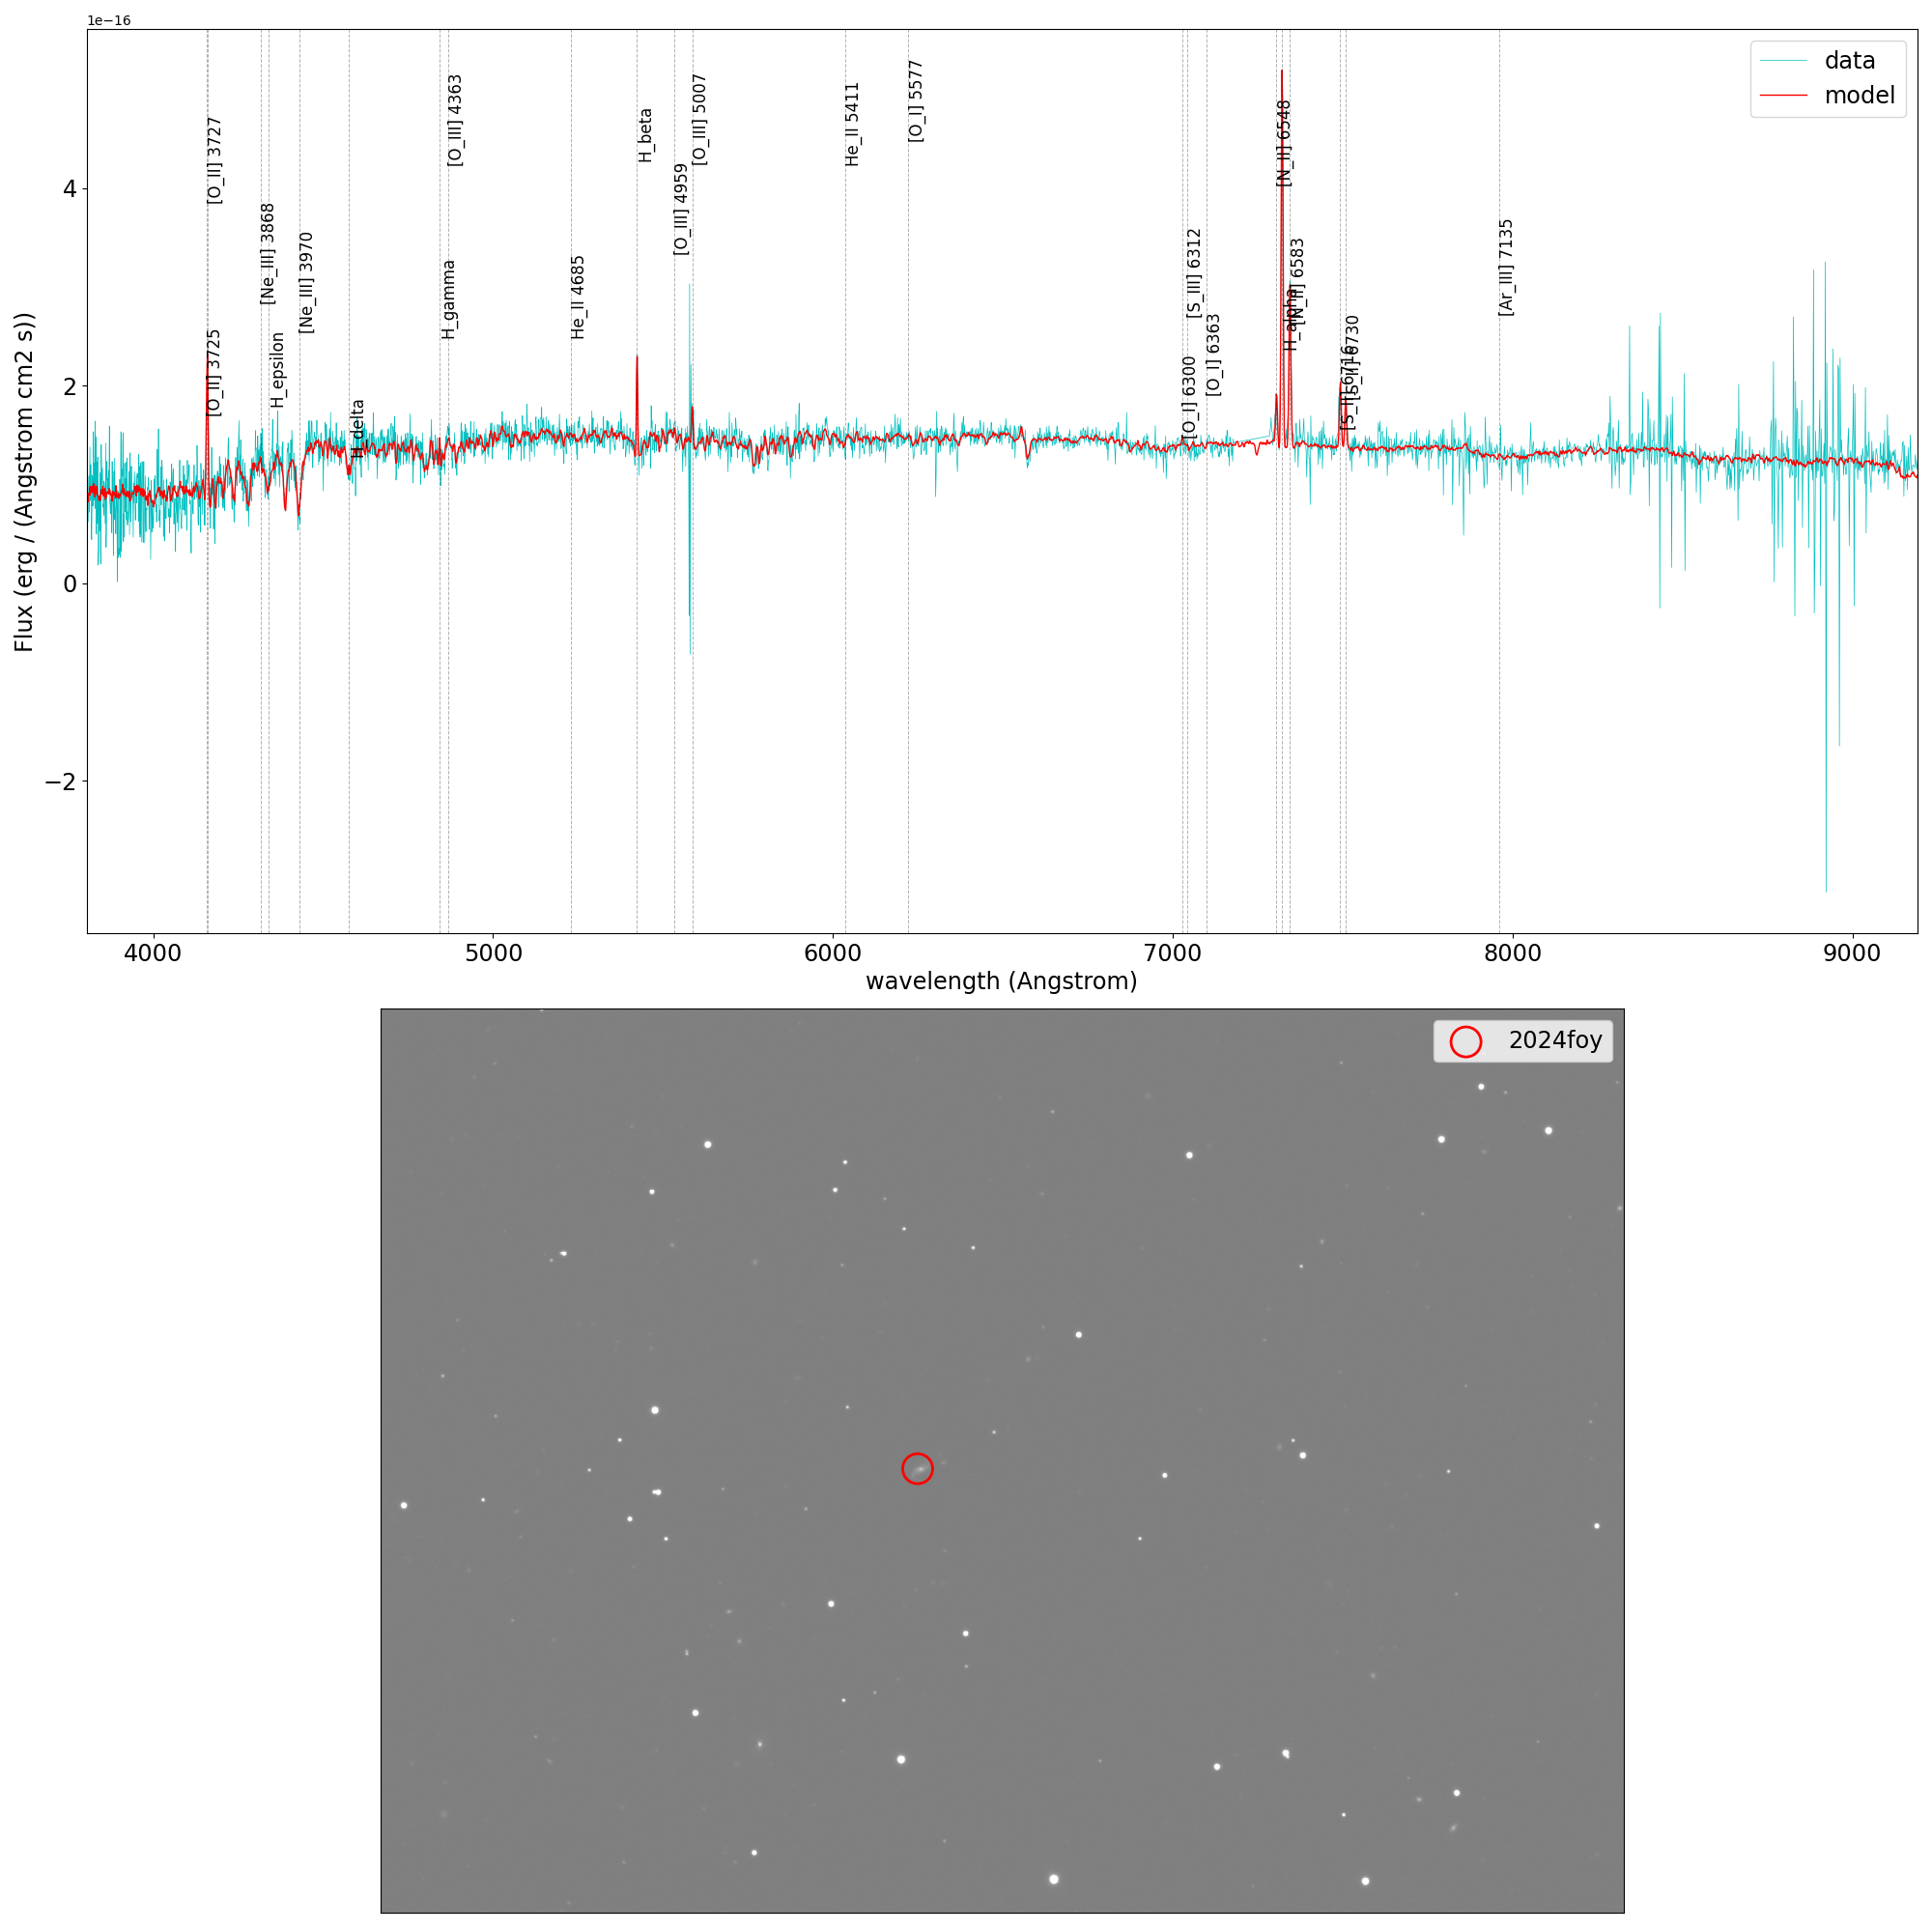 1e−16
data
model
[O_II] 3725
[O_II] 3727
[Ne_III] 3868
H_epsilon
[Ne_III] 3970
H_delta
H_gamma
[O_III] 4363
He_II 4685
H_beta
[O_III] 4959
[O_III] 5007
He_II 5411
[O_I] 5577
[O_I] 6300
[S_III] 6312
[O_I] 6363
[N_II] 6548
H_alpha
[N_II] 6583
[S_II] 6716
[S_II] 6730
[Ar_III] 7135
Flux (erg / (Angstrom cm2 s))
4
2
0
−2
4000 5000 6000 7000 8000 9000
wavelength (Angstrom)
2024foy